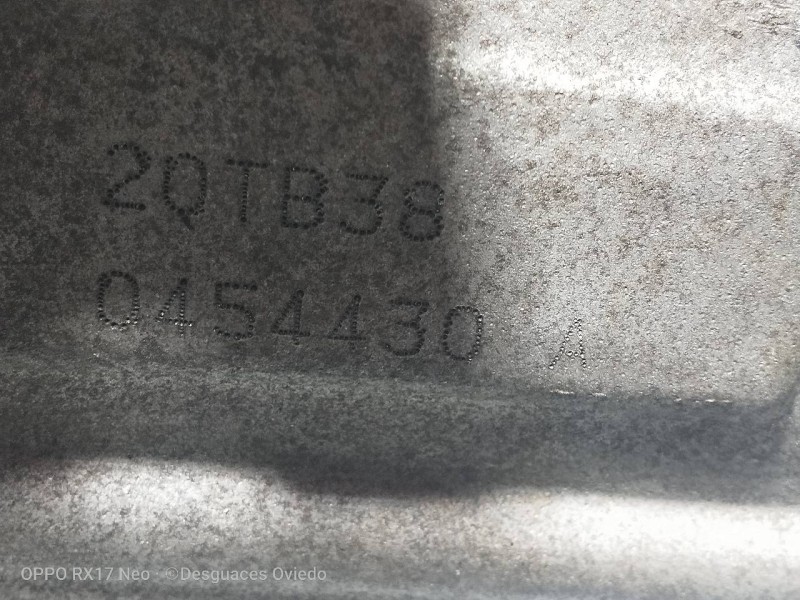 2QTB38
0454430 A
OPPO RX17 Neo · ©Desguaces Oviedo